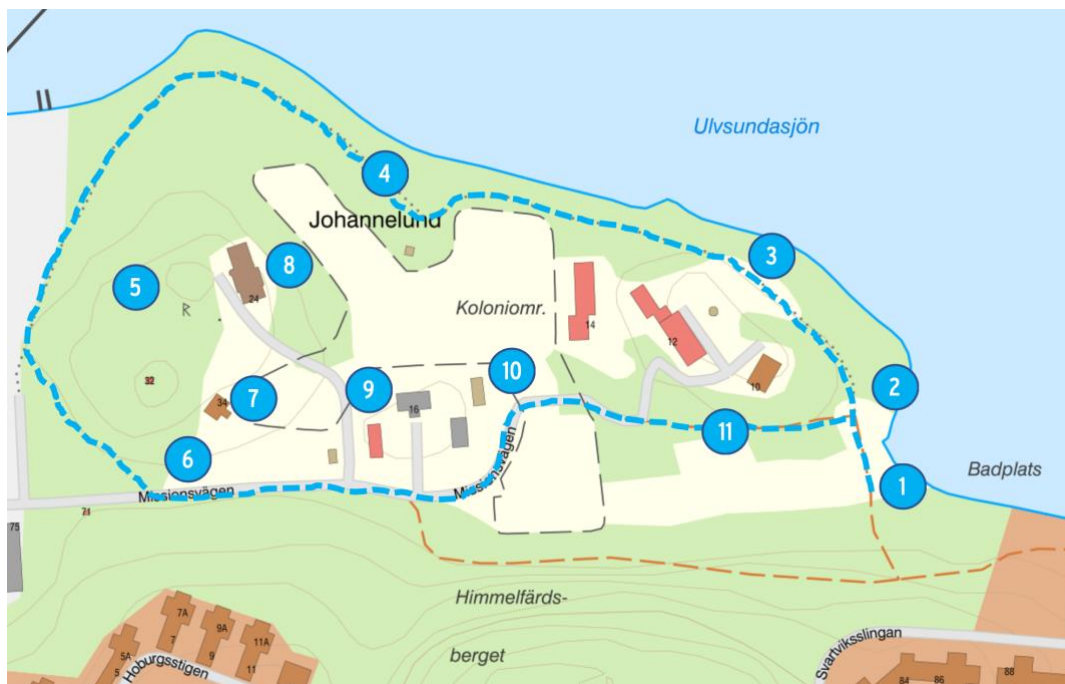 Ulvsundasjön
4
3
Johannelund
8
5
24
Koloniomr.
14
12
32
10
9
10
2
7
34
16
11
6
Missionsvägen
Missionsvägen
1
Badplats
71
75
Himmelfärds-
berget
7A
9A
11A
7
9
11
5A
5
Hoburgsstigen
Svartviksslingan
84
86
88